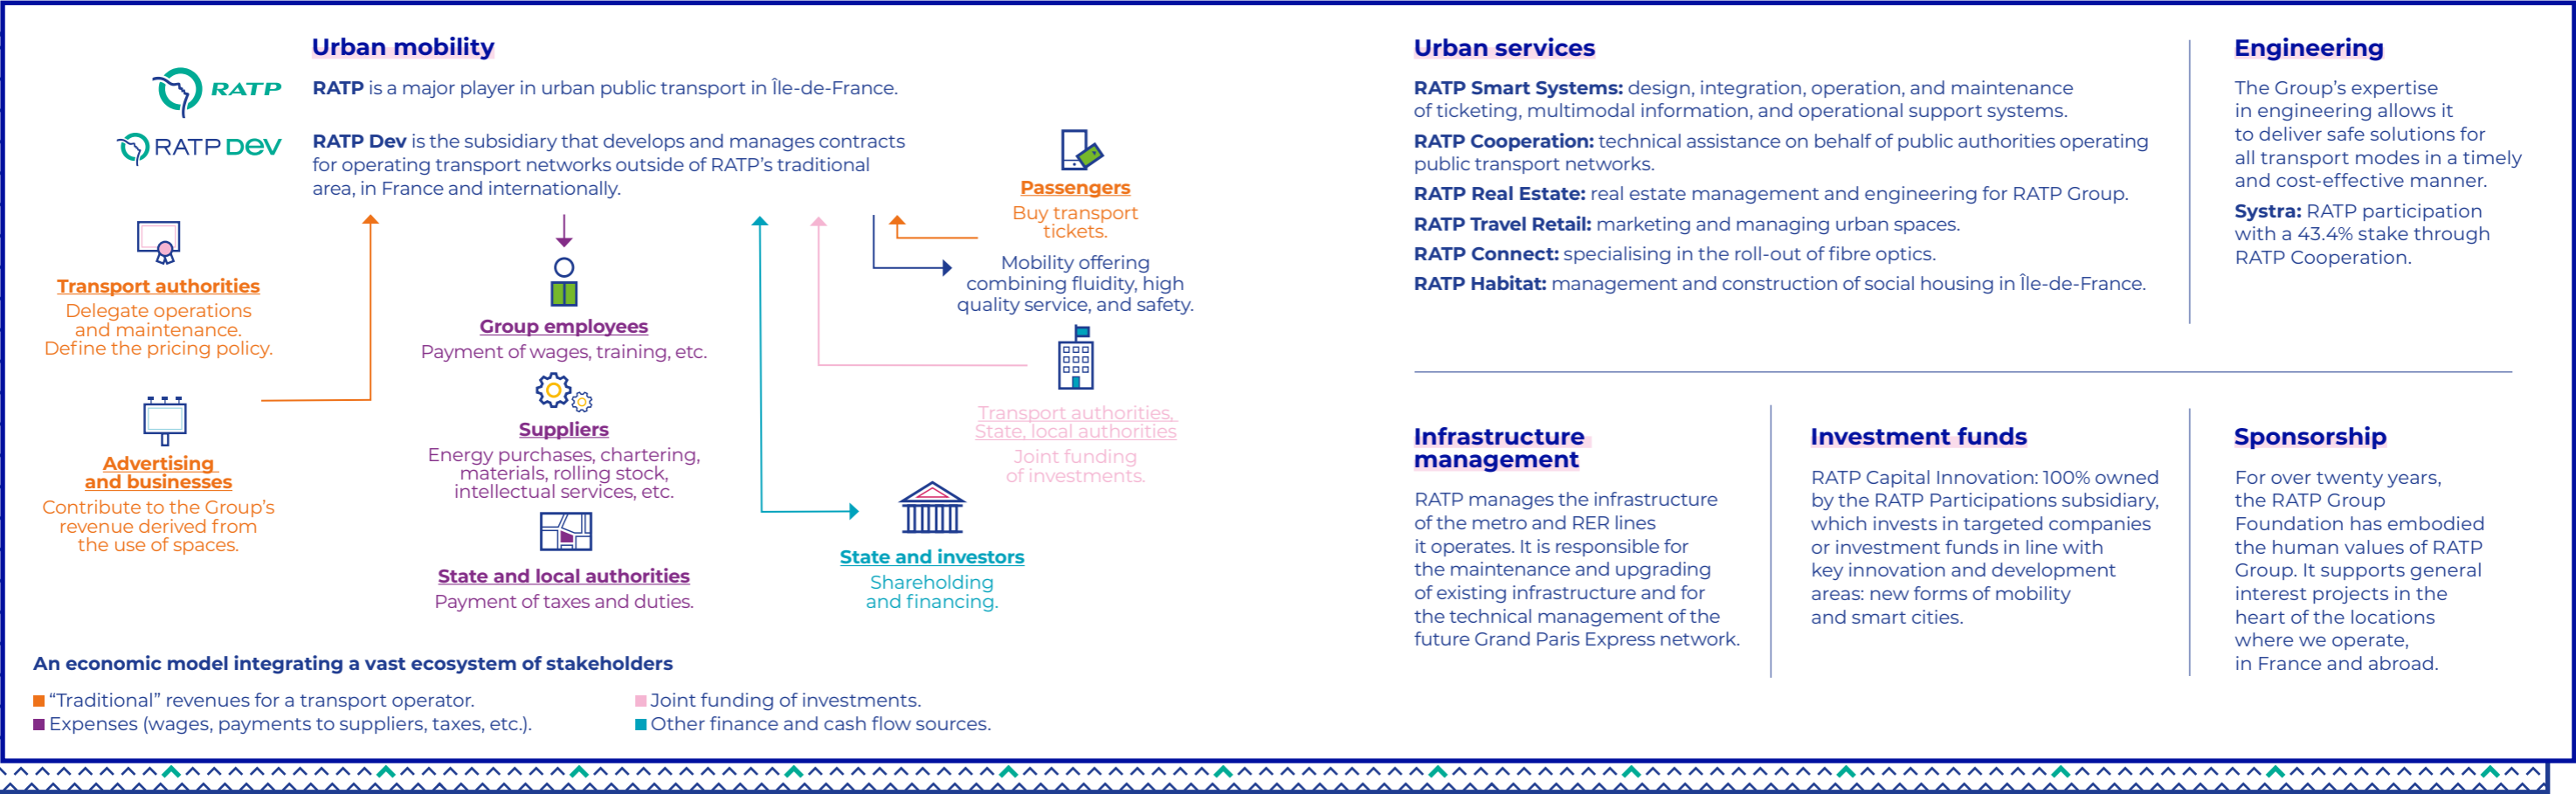 Urban mobility
RATP
RATP is a major player in urban public transport in Île-de-France.
RATP DEV
RATP Dev is the subsidiary that develops and manages contracts
for operating transport networks outside of RATP’s traditional
area, in France and internationally.
Transport authorities
Delegate operations
and maintenance.
Define the pricing policy.
Advertising
and businesses
Contribute to the Group’s
revenue derived from
the use of spaces.
Group employees
Payment of wages, training, etc.
Suppliers
Energy purchases, chartering,
materials, rolling stock,
intellectual services, etc.
State and local authorities
Payment of taxes and duties.
Passengers
Buy transport
tickets.
Mobility offering
combining fluidity, high
quality service, and safety.
Transport authorities,
State, local authorities
Joint funding
of investments.
State and investors
Shareholding
and financing.
An economic model integrating a vast ecosystem of stakeholders
“Traditional” revenues for a transport operator.
Expenses (wages, payments to suppliers, taxes, etc.).
Joint funding of investments.
Other finance and cash flow sources.
Urban services
RATP Smart Systems: design, integration, operation, and maintenance
of ticketing, multimodal information, and operational support systems.
RATP Cooperation: technical assistance on behalf of public authorities operating
public transport networks.
RATP Real Estate: real estate management and engineering for RATP Group.
RATP Travel Retail: marketing and managing urban spaces.
RATP Connect: specialising in the roll-out of fibre optics.
RATP Habitat: management and construction of social housing in Île-de-France.
Engineering
The Group’s expertise
in engineering allows it
to deliver safe solutions for
all transport modes in a timely
and cost-effective manner.
Systra: RATP participation
with a 43.4% stake through
RATP Cooperation.
Infrastructure
management
RATP manages the infrastructure
of the metro and RER lines
it operates. It is responsible for
the maintenance and upgrading
of existing infrastructure and for
the technical management of the
future Grand Paris Express network.
Investment funds
RATP Capital Innovation: 100% owned
by the RATP Participations subsidiary,
which invests in targeted companies
or investment funds in line with
key innovation and development
areas: new forms of mobility
and smart cities.
Sponsorship
For over twenty years,
the RATP Group
Foundation has embodied
the human values of RATP
Group. It supports general
interest projects in the
heart of the locations
where we operate,
in France and abroad.